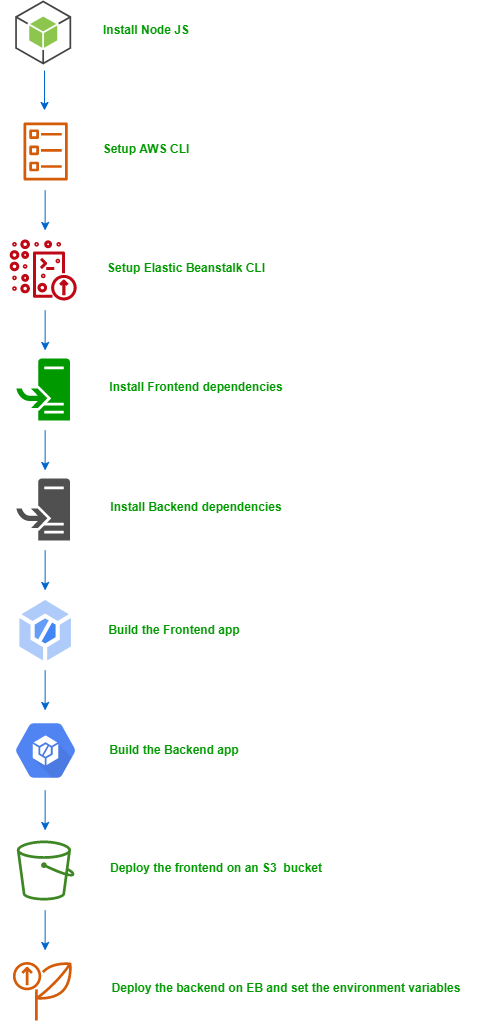 Install Node JS
Setup AWS CLI
Setup Elastic Beanstalk CLI
Install Frontend dependencies
Install Backend dependencies
Build the Frontend app
Build the Backend app
Deploy the frontend on an S3 bucket
Deploy the backend on EB and set the environment variables